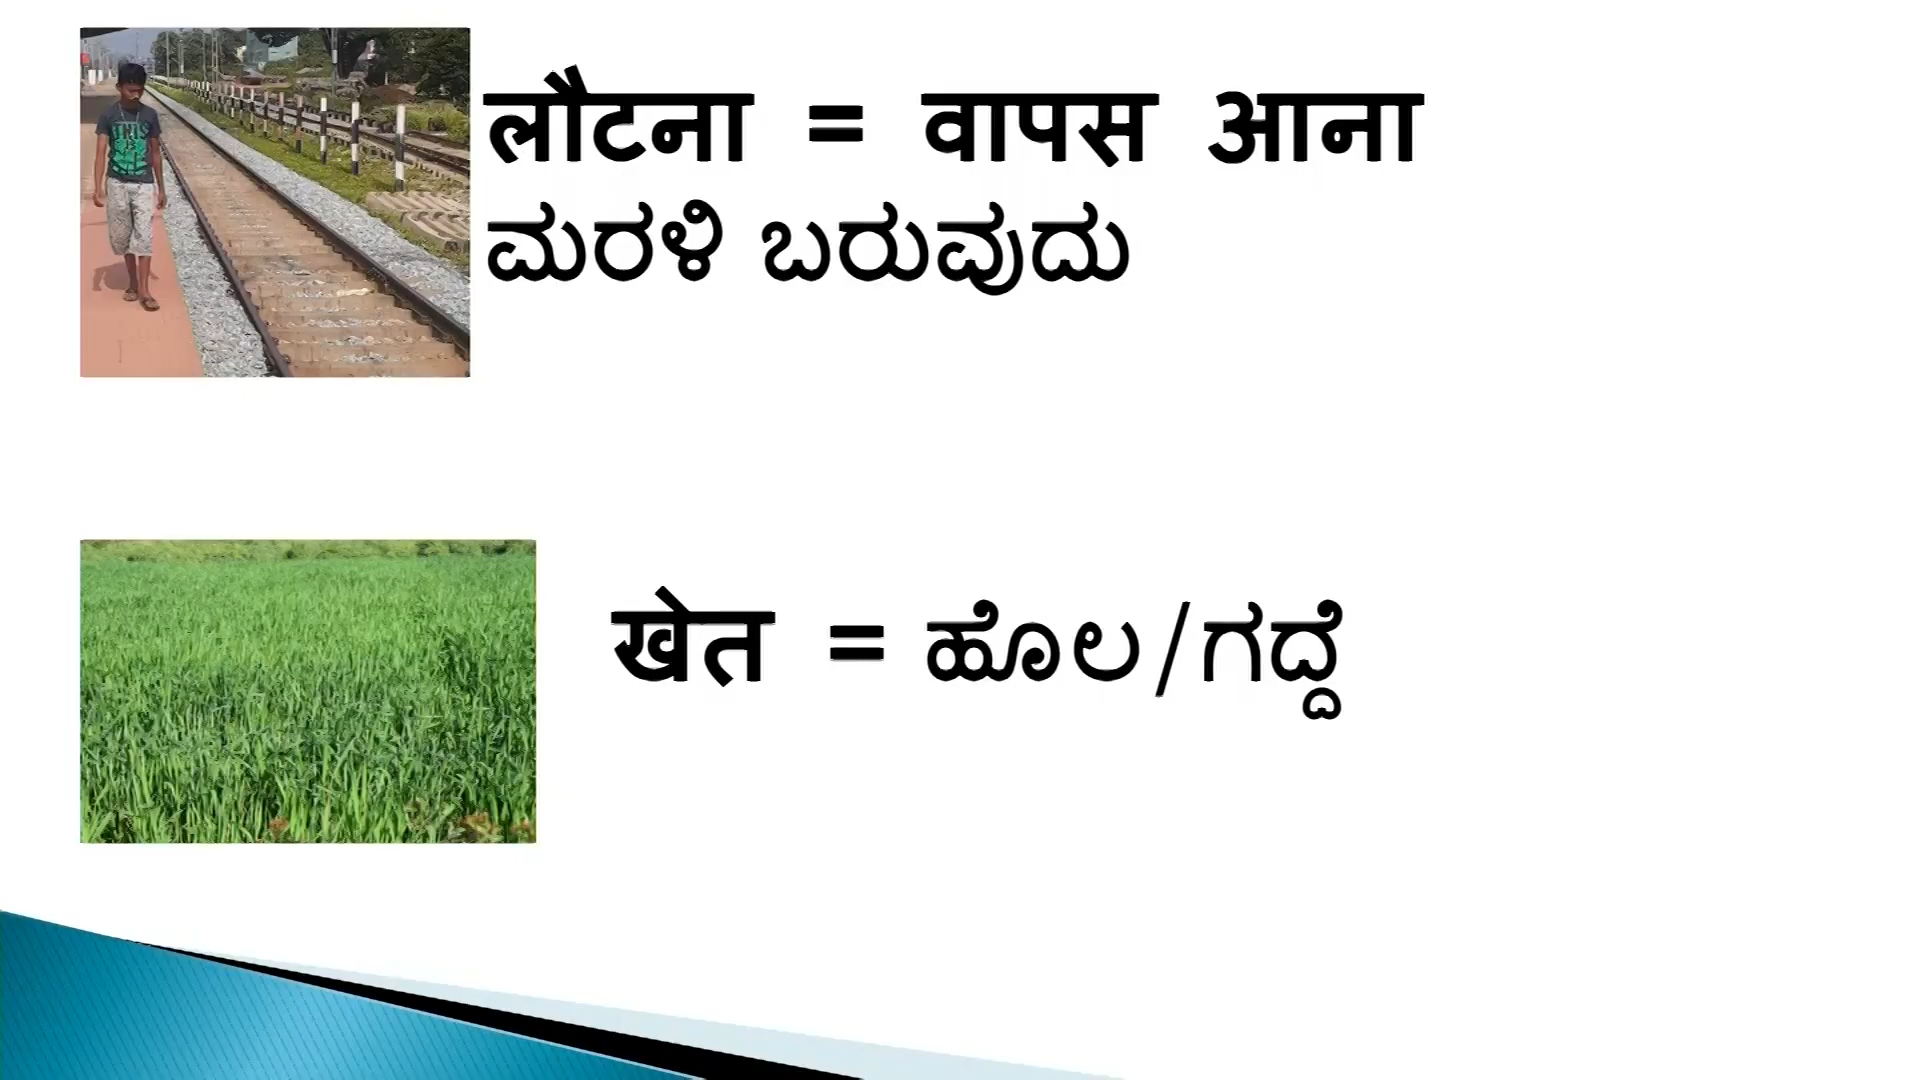 लौटना = वापस आना
ಮರಳಿ ಬರುವುದು
खेत = ಹೊಲ/ಗದ್ದೆ